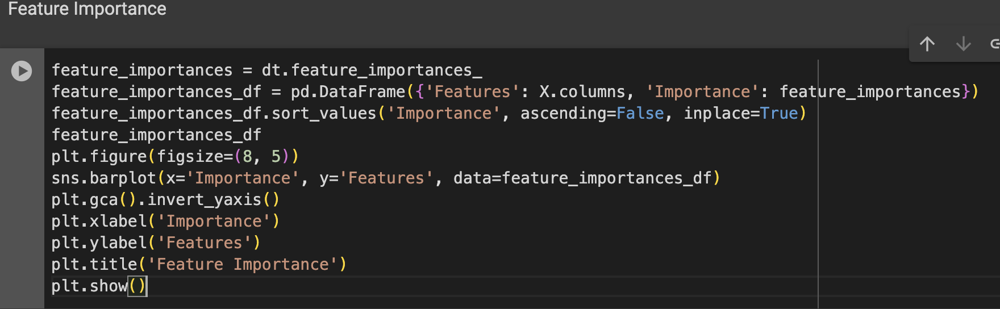 Feature Importance
feature_importances = dt.feature_importances_
feature_importances_df = pd.DataFrame({'Features': X.columns, 'Importance': feature_importances})
feature_importances_df.sort_values('Importance', ascending=False, inplace=True)
feature_importances_df
plt.figure(figsize=(8, 5))
sns.barplot(x='Importance', y='Features', data=feature_importances_df)
plt.gca().invert_yaxis()
plt.xlabel('Importance')
plt.ylabel('Features')
plt.title('Feature Importance')
plt.show()